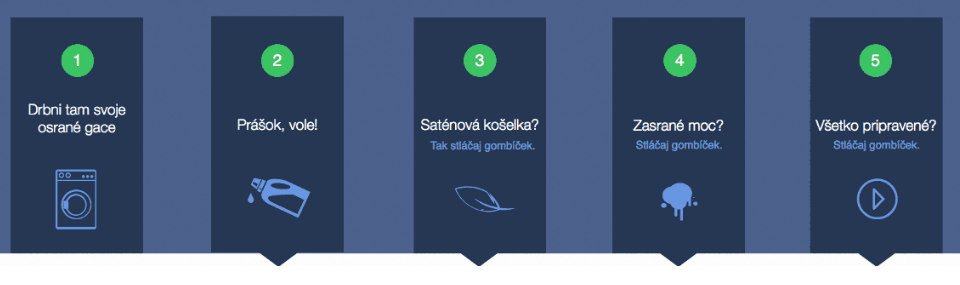 1
Drbni tam svoje
osrané gace
2
Prášok, vole!
3
Saténová košelka?
Tak stláčaj gombíček.
4
Zasrané moc?
Stláčaj gombíček.
5
Všetko pripravené?
Stláčaj gombíček.